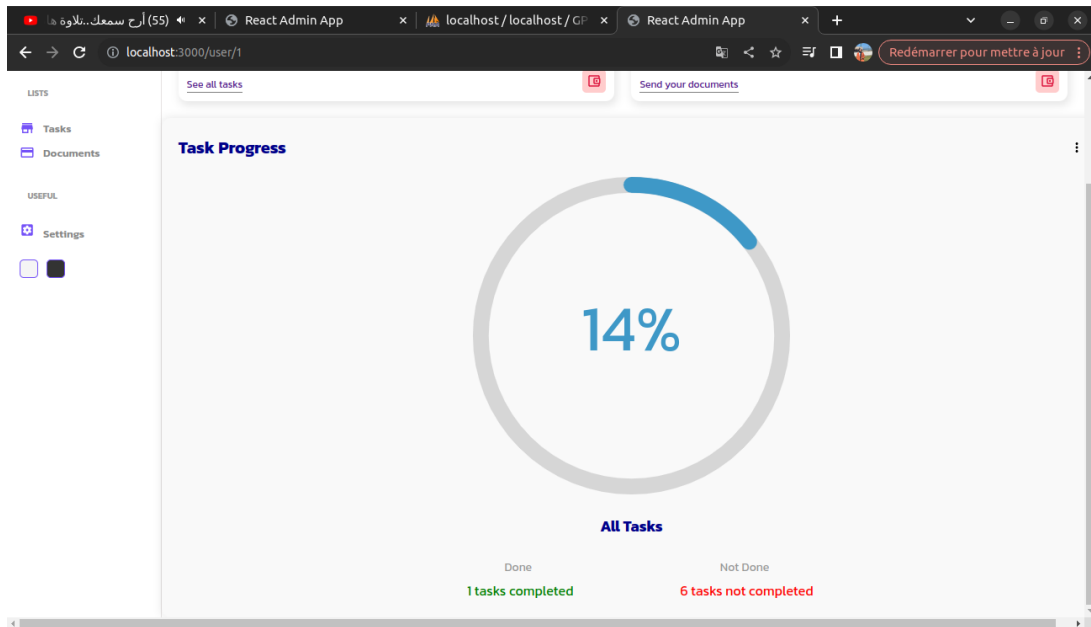 (55) أرح سمعك..تلاوة ها
React Admin App
localhost / localhost / GP
React Admin App
localhost:3000/user/1
Redémarrer pour mettre à jour
LISTS
Tasks
Documents
USEFUL
Settings
See all tasks
Send your documents
Task Progress
14%
All Tasks
Done
Not Done
1 tasks completed
6 tasks not completed